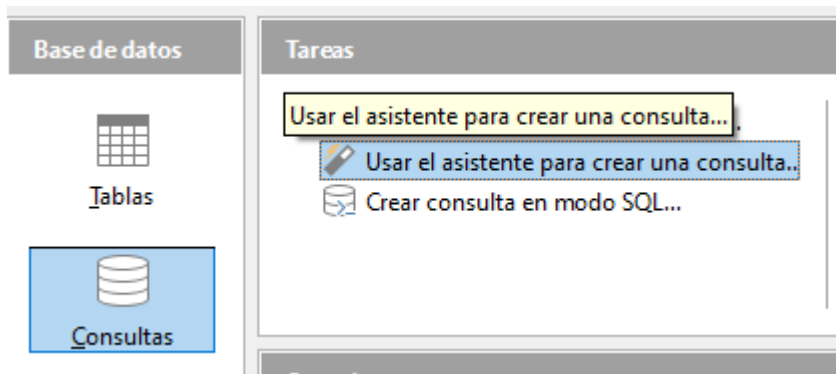 Base de datos
Tareas
Usar el asistente para crear una consulta...
Usar el asistente para crear una consulta..
Tablas
Crear consulta en modo SQL...
Consultas